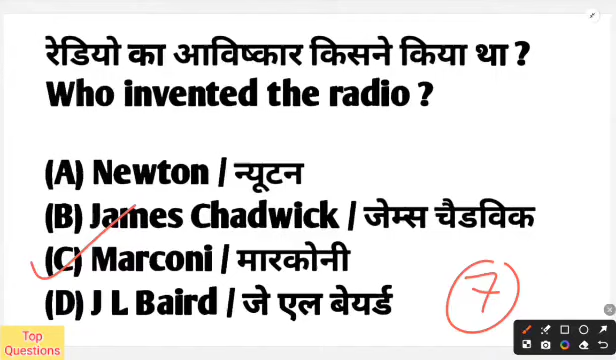 रेडियो का आविष्कार किसने किया था ?
Who invented the radio ?
(A) Newton / न्यूटन
(B) James Chadwick / जेम्स चैडविक
(C) Marconi / मारकोनी
(D) J L Baird / जे एल बेयर्ड
7
Top
Questions